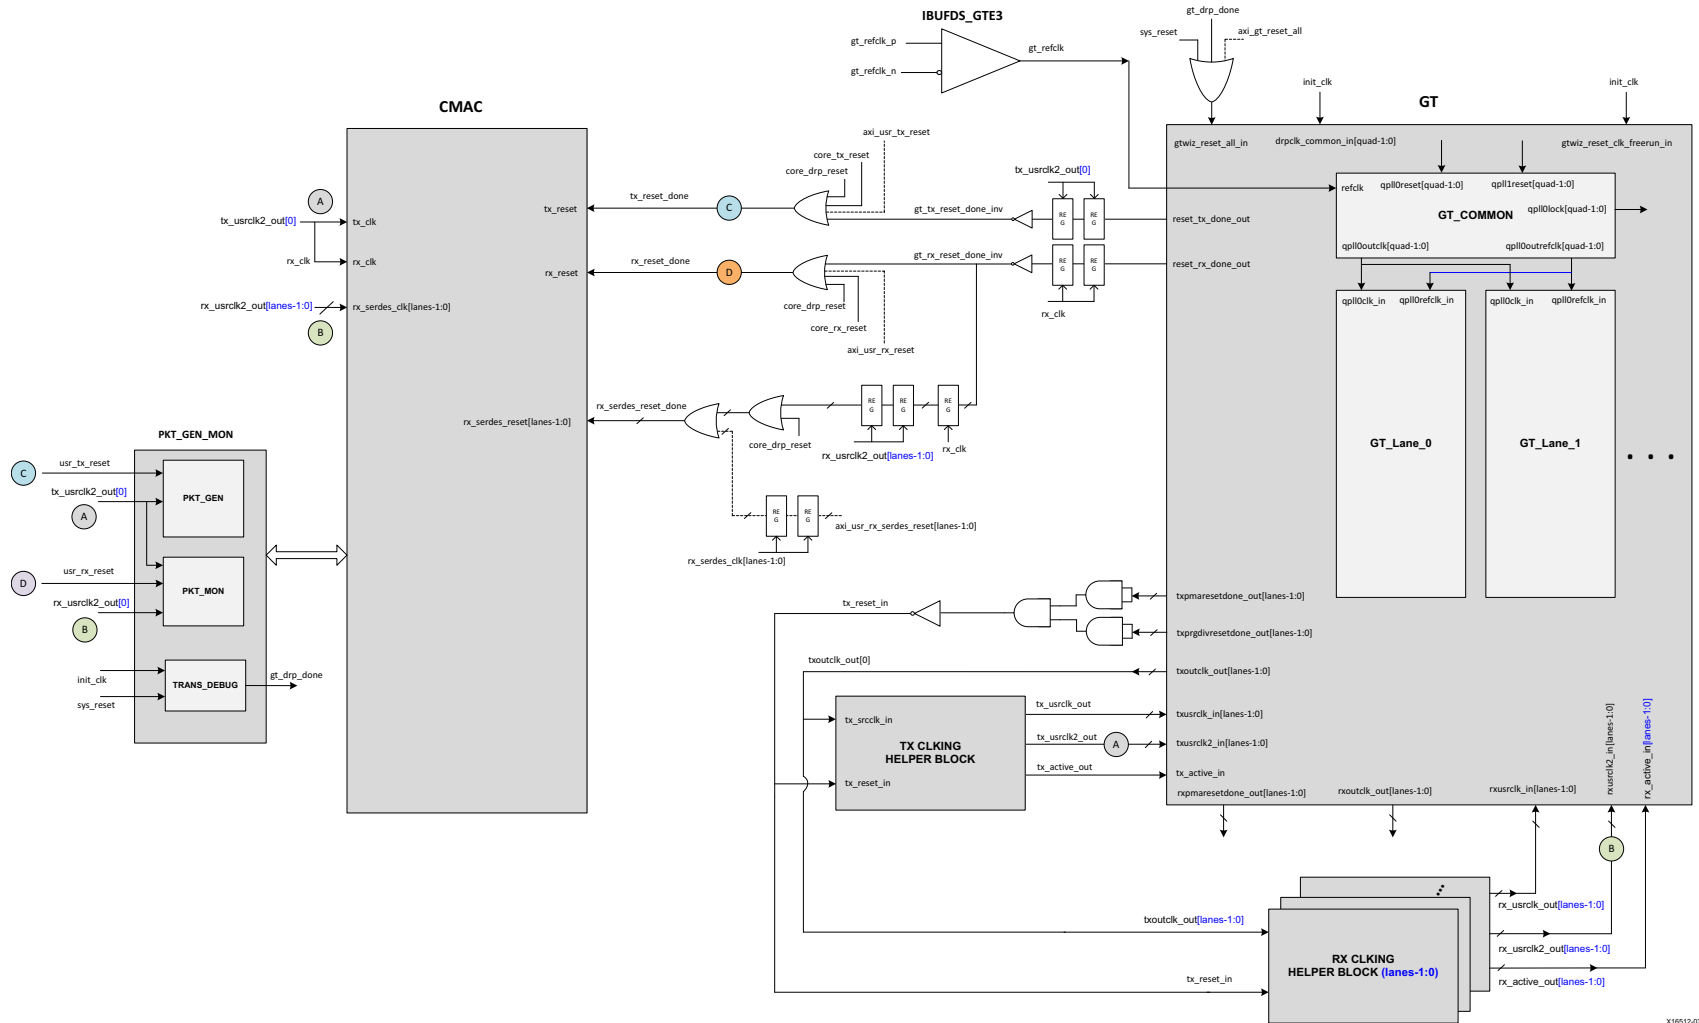 IBUFDS_GTE3
gt_refclk_p
gt_refclk_n
gt_refclk
gt_drp_done
sys_reset
axi_gt_reset_all
init_clk
GT
init_clk
CMAC
gtwiz_reset_all_in
drpclk_common_in[quad-1:0]
gtwiz_reset_clk_freerun_in
refclk
qpll0reset[quad-1:0]
qpll1reset[quad-1:0]
GT_COMMON
qpll0lock[quad-1:0]
qpll0outclk[quad-1:0]
qpll0outrefclk[quad-1:0]
qpll0clk_in
qpll0refclk_in
qpll0clk_in
qpll0refclk_in
GT_Lane_0
GT_Lane_1
axi_usr_tx_reset
core_tx_reset
core_drp_reset
tx_usrclk2_out[0]
A
tx_usrclk2_out[0]
tx_clk
tx_reset
tx_reset_done
C
gt_tx_reset_done_inv
RE
G
RE
G
reset_tx_done_out
rx_clk
rx_clk
rx_reset
rx_reset_done
D
gt_rx_reset_done_inv
RE
G
RE
G
reset_rx_done_out
rx_clk
core_drp_reset
core_rx_reset
axi_usr_rx_reset
rx_usrclk2_out[lanes-1:0]
rx_serdes_clk[lanes-1:0]
B
rx_serdes_reset[lanes-1:0]
rx_serdes_reset_done
core_drp_reset
RE
G
RE
G
RE
G
rx_usrclk2_out[lanes-1:0]
rx_clk
RE
G
RE
G
axi_usr_rx_serdes_reset[lanes-1:0]
rx_serdes_clk[lanes-1:0]
PKT_GEN_MON
C
usr_tx_reset
tx_usrclk2_out[0]
A
PKT_GEN
D
usr_rx_reset
rx_usrclk2_out[0]
B
PKT_MON
init_clk
sys_reset
TRANS_DEBUG
gt_drp_done
tx_reset_in
txpmaresetdone_out[lanes-1:0]
txprgdivresetdone_out[lanes-1:0]
txoutclk_out[0]
txoutclk_out[lanes-1:0]
tx_srcclk_in
TX CLKING
HELPER BLOCK
tx_reset_in
tx_usrclk_out
tx_usrclk2_out
A
tx_active_out
txusrclk_in[lanes-1:0]
txusrclk2_in[lanes-1:0]
tx_active_in
rxpmaresetdone_out[lanes-1:0]
rxoutclk_out[lanes-1:0]
rxusrclk_in[lanes-1:0]
rxusrclk2_in[lanes-1:0]
rx_active_in[lanes-1:0]
B
txoutclk_out[lanes-1:0]
tx_reset_in
RX CLKING
HELPER BLOCK (lanes-1:0)
rx_usrclk_out[lanes-1:0]
rx_usrclk2_out[lanes-1:0]
rx_active_out[lanes-1:0]